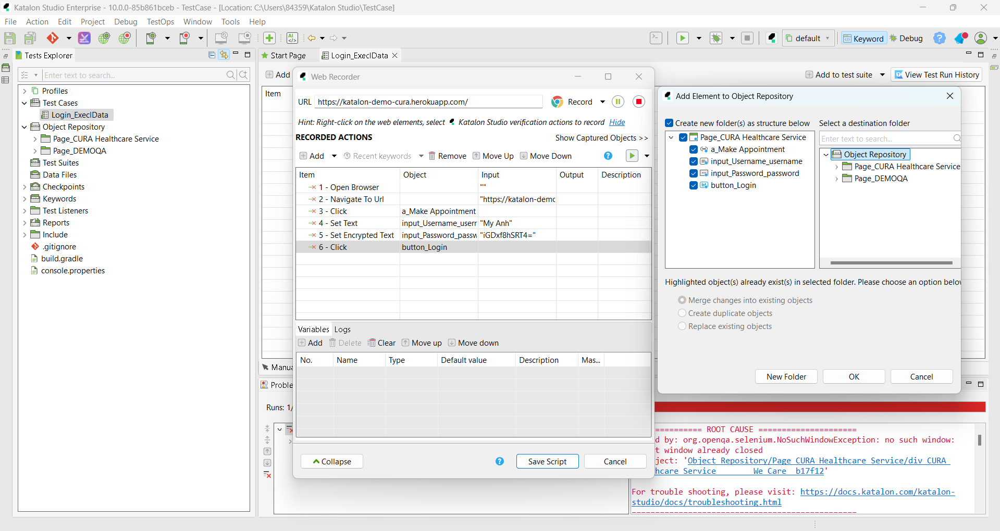 Katalon Studio Enterprise - 10.0.0-85b861bceb - TestCase - [Location: C:\Users\84359\Katalon Studio\TestCase]
File Action Edit Project Debug TestOps Window Tools Help
default Keyword Debug
Tests Explorer
Start Page Login_ExeclData
Enter text to search...
Add
Add to test suite View Test Run History
Item
Profiles
Test Cases
Login_ExeclData
Object Repository
Page_CURA Healthcare Service
Page_DEMOQA
Test Suites
Data Files
Checkpoints
Keywords
Test Listeners
Reports
Include
.gitignore
build.gradle
console.properties
Web Recorder
URL https://katalon-demo-cura.herokuapp.com/ Record
Hint: Right-click on the web elements, select Katalon Studio verification actions to record Hide
RECORDED ACTIONS Show Captured Objects >>
Add Recent keywords Remove Move Up Move Down
Item Object Input Output Description
1 - Open Browser ""
2 - Navigate To Url "https://katalon-demo
3 - Click a_Make Appointment
4 - Set Text input_Username_userr "My Anh"
5 - Set Encrypted Text input_Password_passw "iGDxf8hSRT4="
6 - Click button_Login
Variables Logs
Add Delete Clear Move up Move down
No. Name Type Default value Description Mas...
Collapse Save Script Cancel
Add Element to Object Repository
Create new folder(s) as structure below Select a destination folder
Page_CURA Healthcare Service
a_Make Appointment
input_Username_username
input_Password_password
button_Login
Enter text to search...
Object Repository
Page_CURA Healthcare Service
Page_DEMOQA
Highlighted object(s) already exist(s) in selected folder. Please choose an option belov
Merge changes into existing objects
Create duplicate objects
Replace existing objects
New Folder OK Cancel
Manua
Proble
Runs: 1/
========== ROOT CAUSE =====================
d by: org.openqa.selenium.NoSuchWindowException: no such window:
t window already closed
ject: 'Object Repository/Page_CURA Healthcare Service/div_CURA
hcare Service We Care_b17f12'
For trouble shooting, please visit: https://docs.katalon.com/katalon-
studio/docs/troubleshooting.html
------------------------------------------------